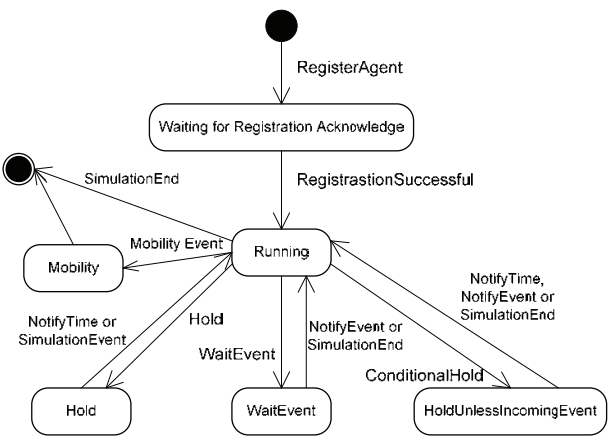 RegisterAgent
Waiting for Registration Acknowledge
RegistrastionSuccessful
SimulationEnd
Mobility Event
Running
Mobility
NotifyTime or
SimulationEvent
Hold
WaitEvent
NotifyEvent or
SimulationEnd
NotifyTime,
NotifyEvent or
SimulationEnd
ConditionalHold
Hold
WaitEvent
HoldUnlessIncomingEvent